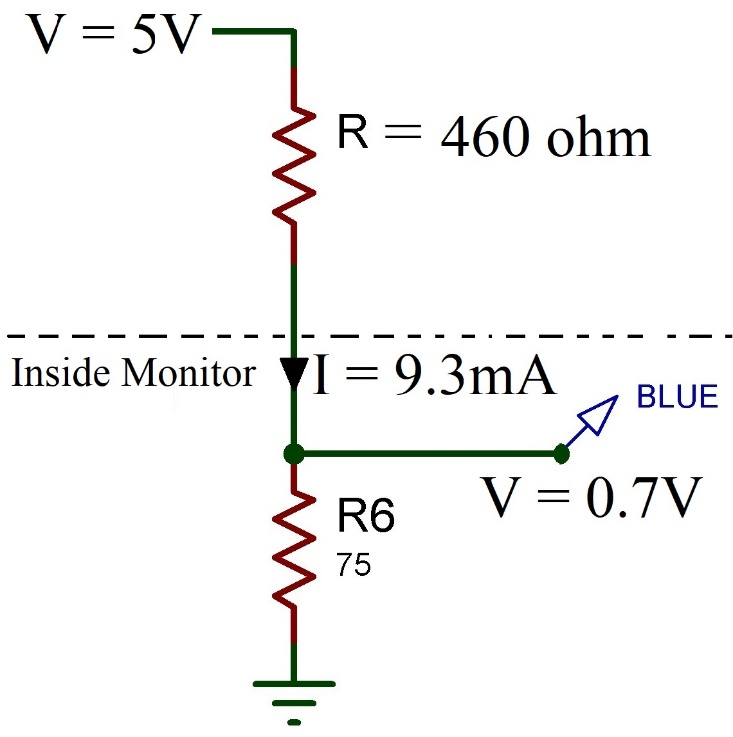 V = 5V
R = 460 ohm
Inside Monitor
I = 9.3mA
BLUE
V = 0.7V
R6
75